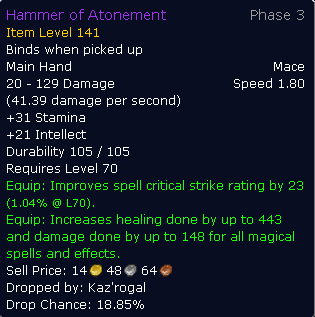 Hammer of Atonement Phase 3
Item Level 141
Binds when picked up
Main Hand Mace
20 - 129 Damage Speed 1.80
(41.39 damage per second)
+31 Stamina
+21 Intellect
Durability 105 / 105
Requires Level 70
Equip: Improves spell critical strike rating by 23
(1.04% @ L70).
Equip: Increases healing done by up to 443
and damage done by up to 148 for all magical
spells and effects.
Sell Price: 14 48 64
Dropped by: Kaz'rogal
Drop Chance: 18.85%